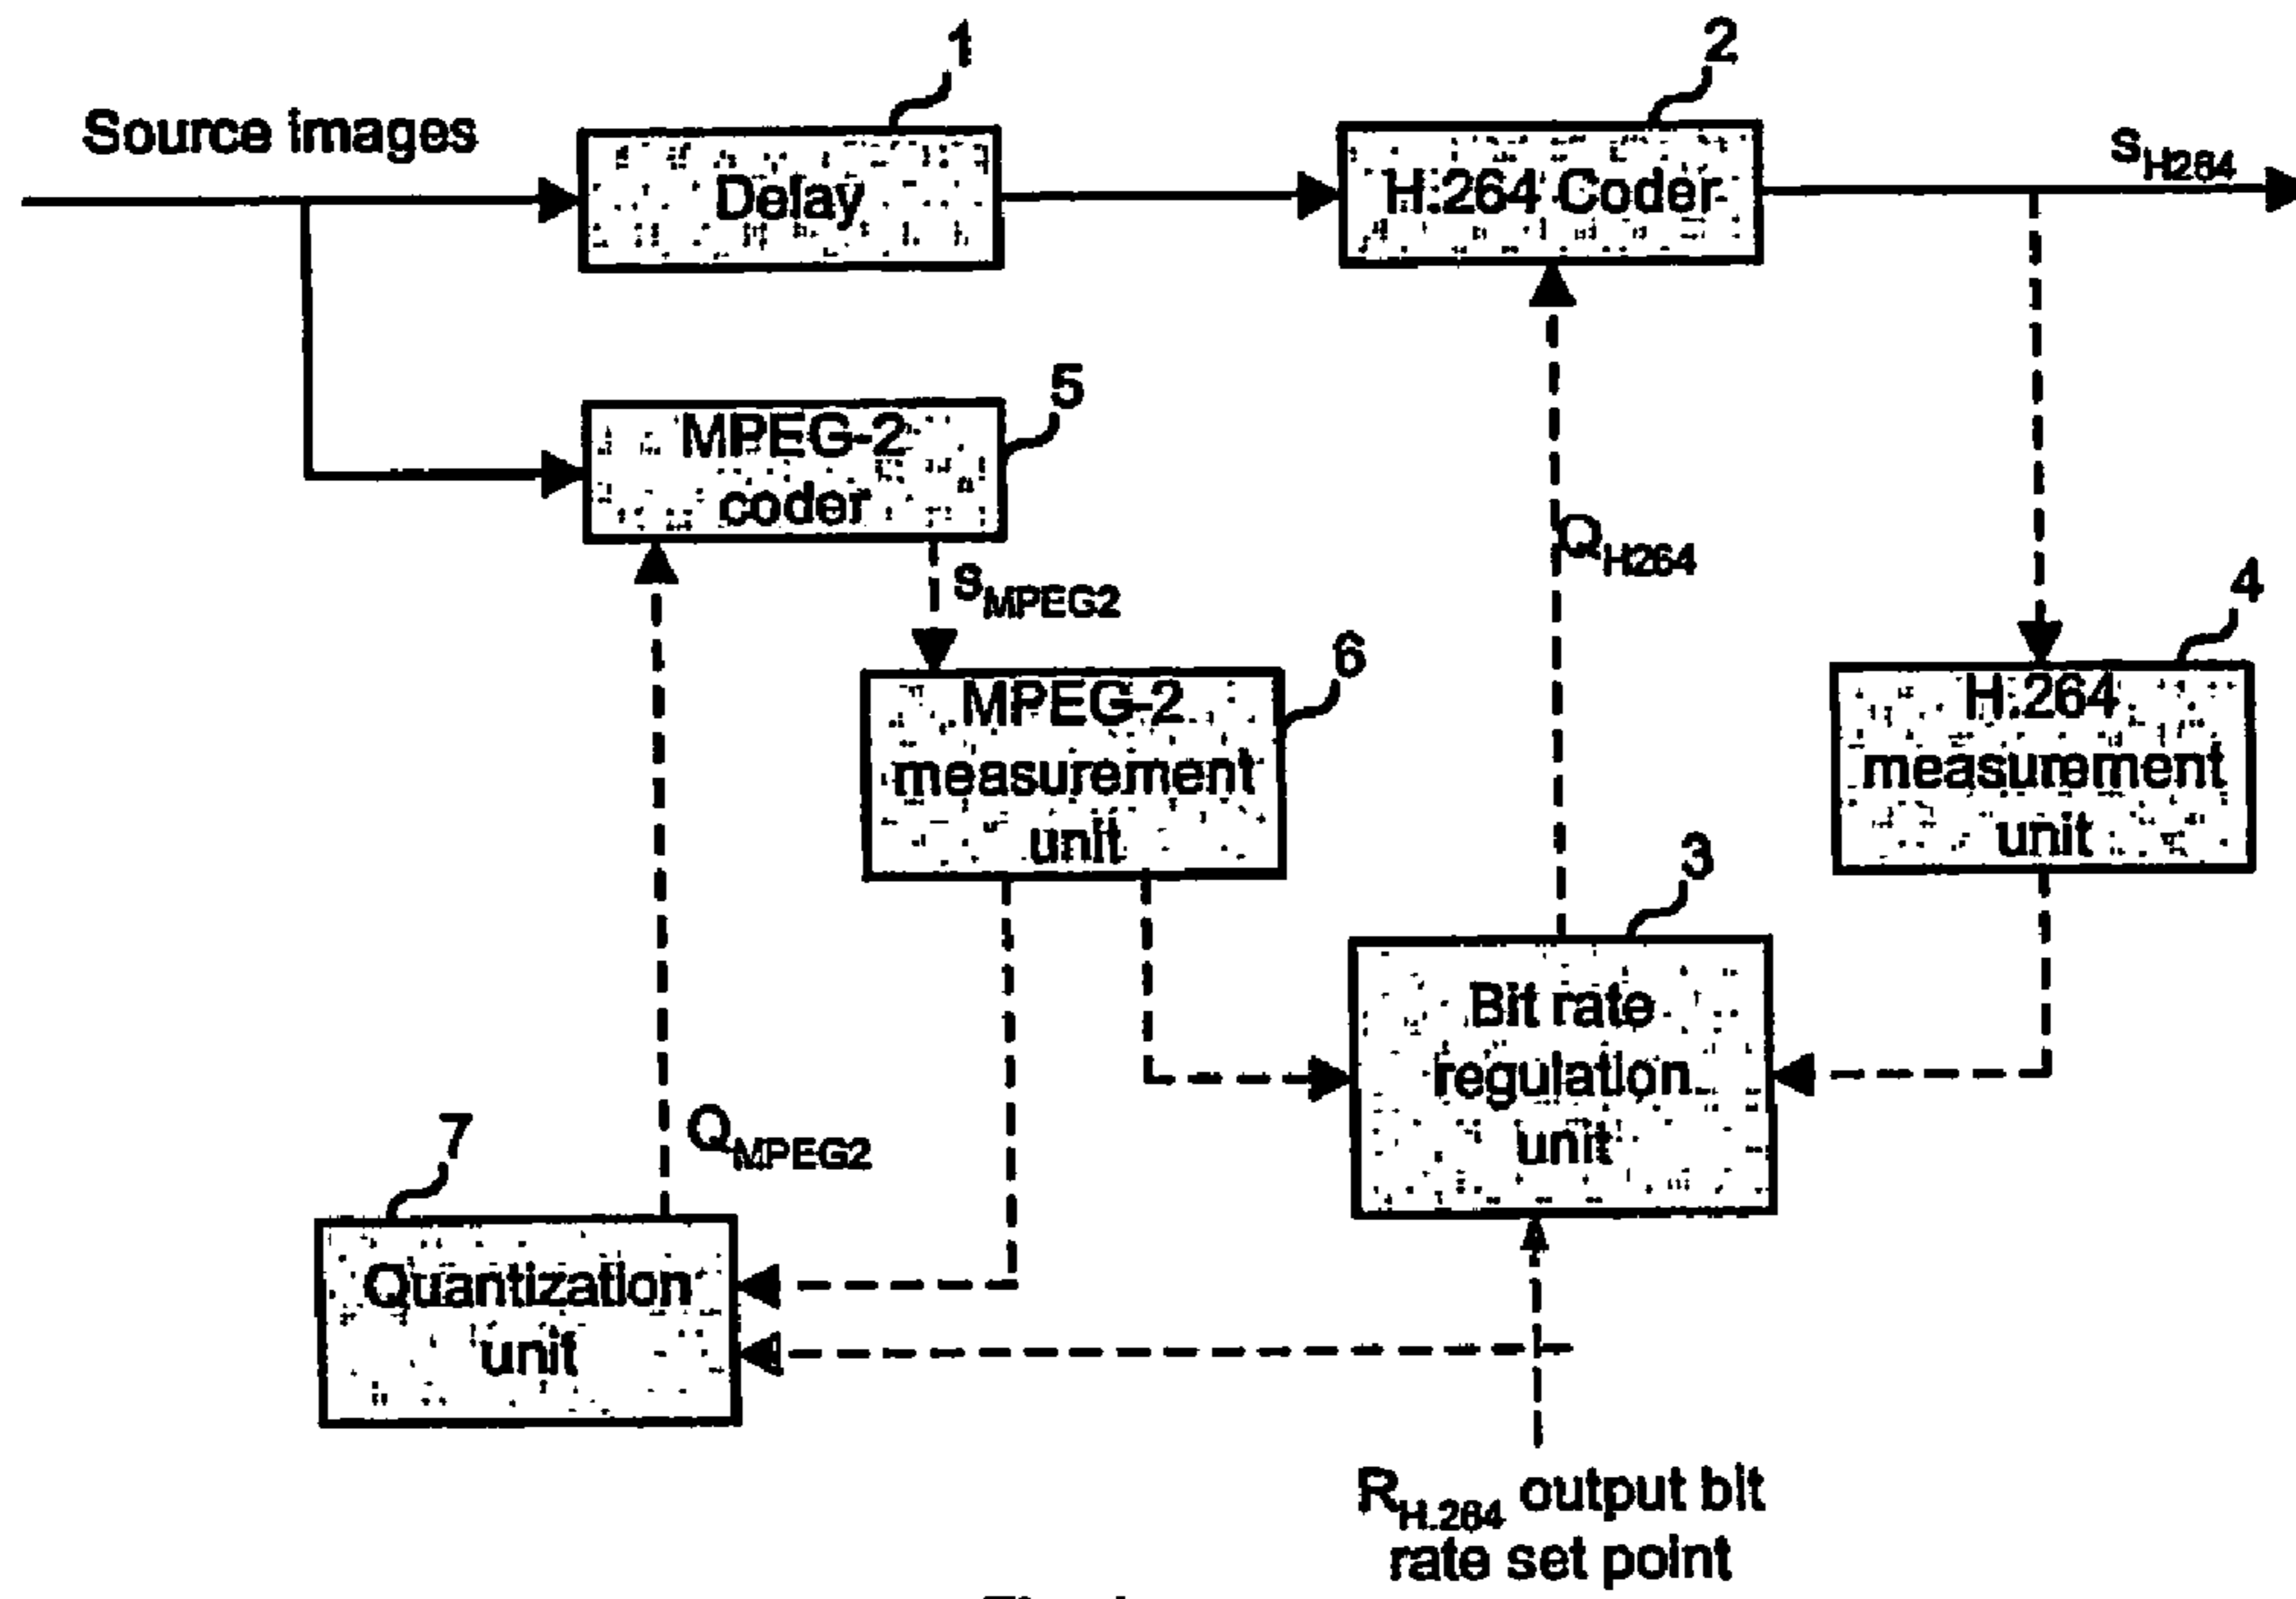 1
2
Source images
Delay
H.264 Coder
SH264
5
MPEG-2
coder
SMPEG2
QH264
4
6
MPEG-2
measurement
unit
H.264
measurement
unit
3
Bit rate
regulation
unit
7
QMPEG2
Quantization
unit
RH.264 output bit
rate set point